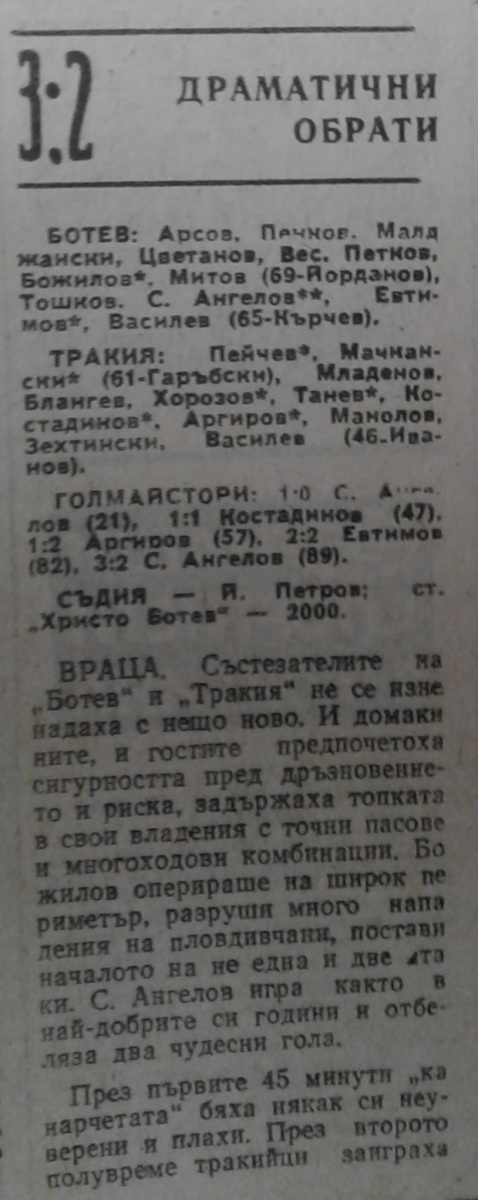 3:2
ДРАМАТИЧНИ
ОБРАТИ
БОТЕВ: Арсов, Печков, Малд
жански, Цветанов, Вес. Петков,
Божилов*, Митов (69-Йорданов),
Тошков, С. Ангелов**, Евти-
мов*, Василев (65-Кърчев).
ТРАКИЯ: Пейчев*, Мачкан-
ски* (61-Гаръбски), Младенов,
Блангев, Хорозов*, Танев*, Ко-
стадинов*, Аргиров*, Манолов,
Зехтински, Василев (46-Ива-
нов).
ГОЛМАЙСТОРИ: 1:0 С. Анге-
лов (21), 1:1 Костадинов (47),
1:2 Аргиров (57), 2:2 Евтимов
(82), 3:2 С. Ангелов (89).
СЪДИЯ — Й. Петров; ст.
„Христо Ботев" — 2000.
ВРАЦА. Състезателите на
„Ботев" и „Тракия" не се изне
надаха с нещо ново. И домаки
ните, и гостите предпочетоха
сигурността пред дръзновение-
то и риска, задържаха топката
в свои владения с точни пасове
и многоходови комбинации. Бо
жилов оперираше на широк пе
риметър, разруши много напа
дения на пловдивчани, постави
началото на не една и две ата
ки. С. Ангелов игра както в
най-добрите си години и отбе-
ляза два чудесни гола.
През първите 45 минути „ка
нарчетата" бяха някак си неу-
верени и плахи. През второто
полувреме тракийци заиграха